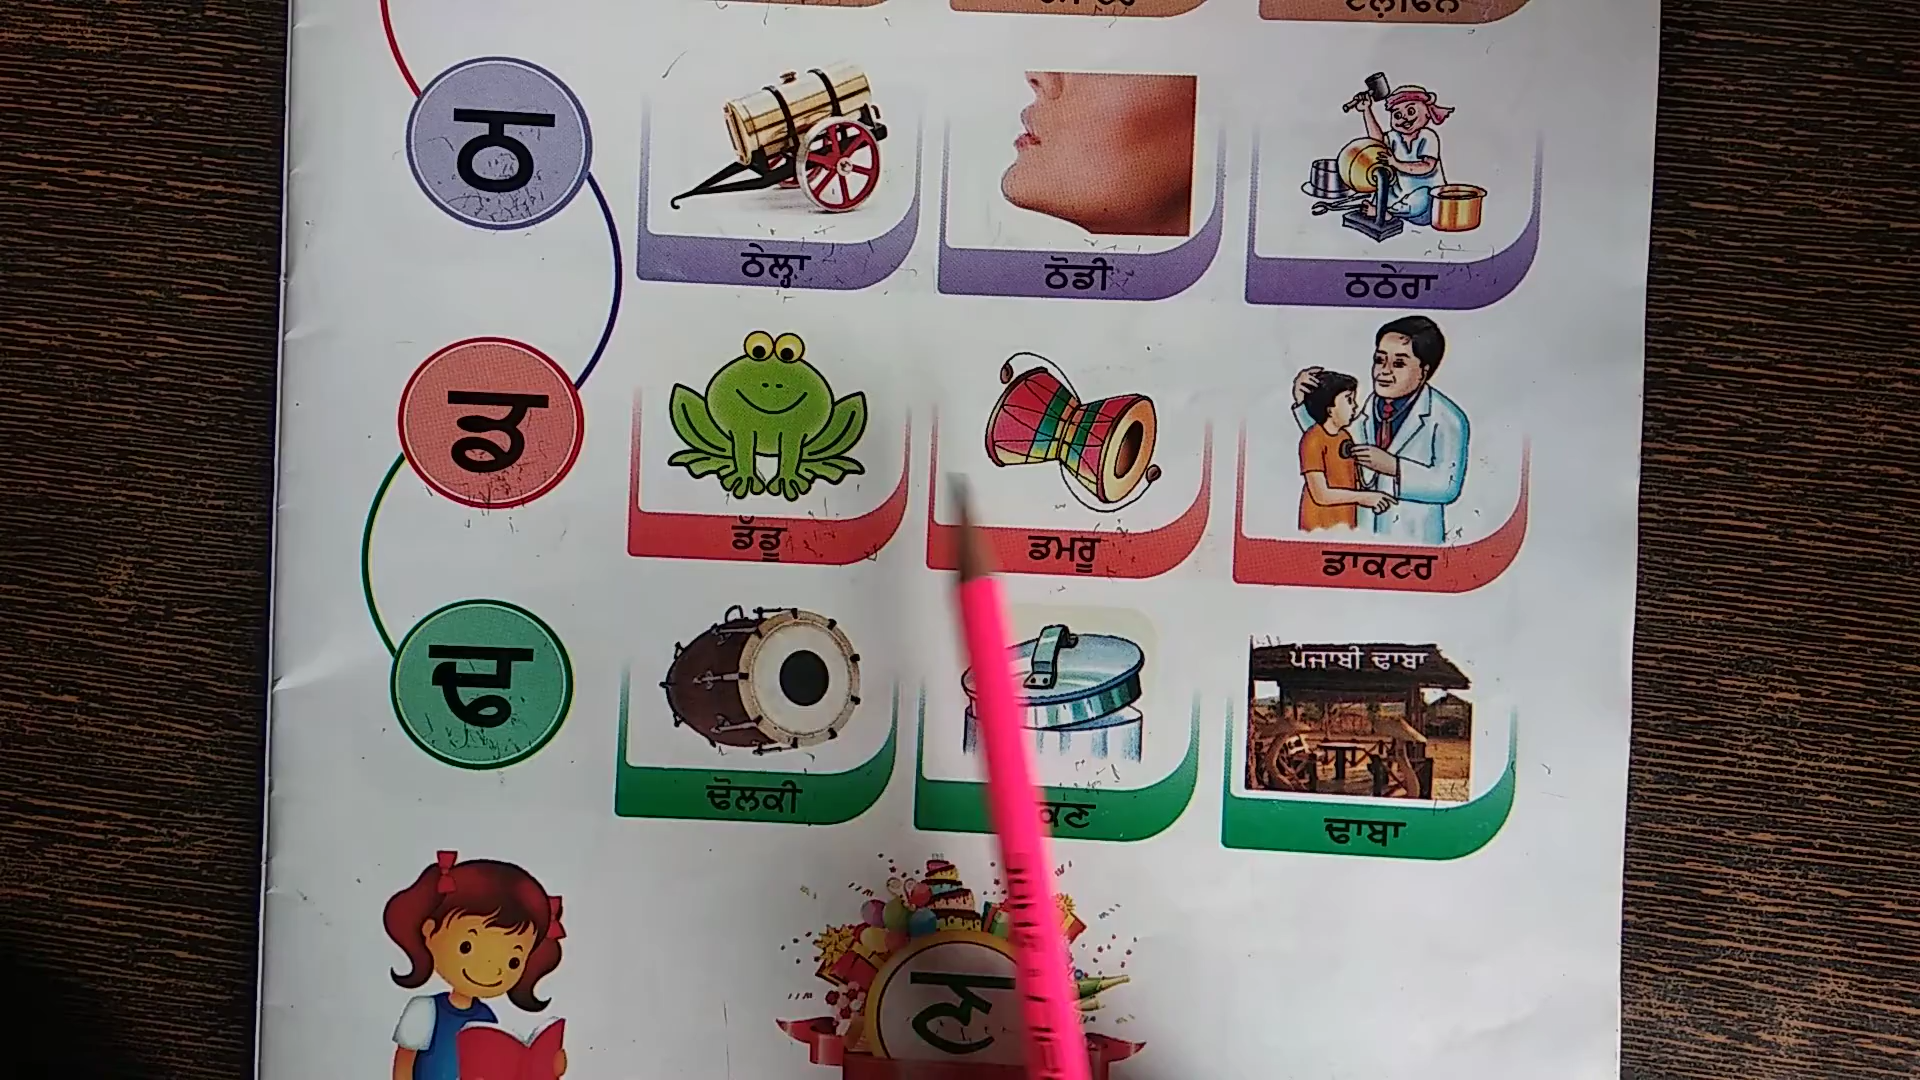 ਠ
ਠੇਲ੍ਹਾ
ਠੋਡੀ
ਠਠੇਰਾ
ਡ
ਡੱਡੂ
ਡਮਰੂ
ਡਾਕਟਰ
ਢ
ਪੰਜਾਬੀ ਢਾਬਾ
ਢੋਲਕੀ
ਢਾਬਾ